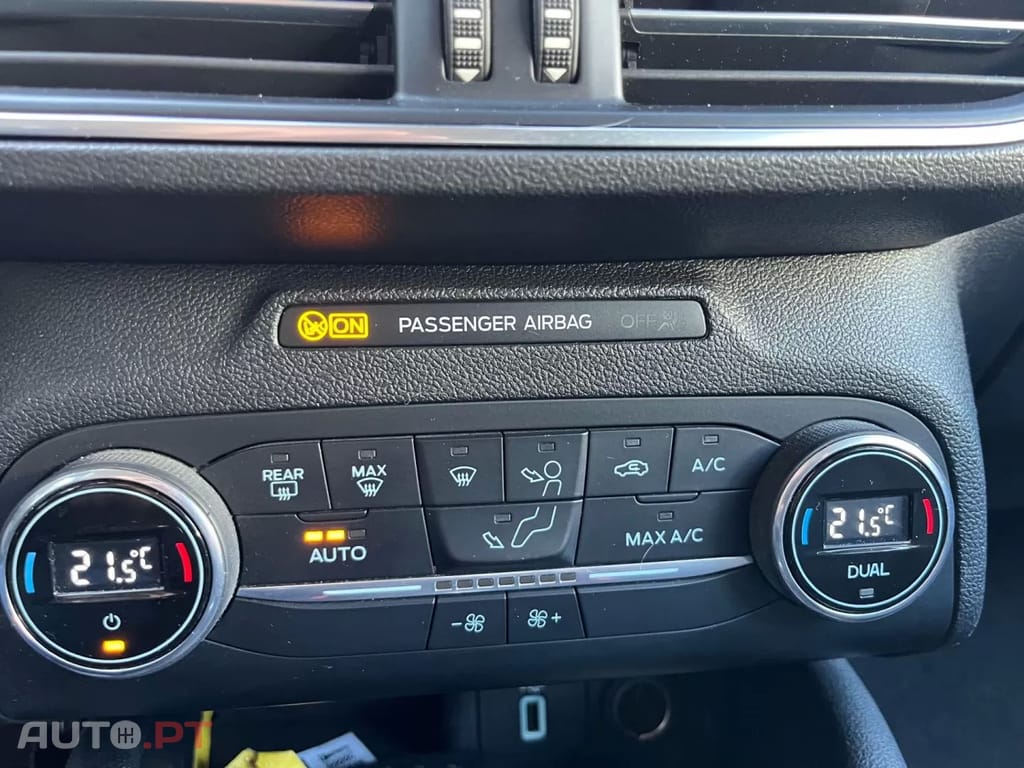 ON PASSENGER AIRBAG OFF
REAR
MAX
A/C
AUTO
MAX A/C
21.5°C
21.5°C
DUAL
AUTO.PT